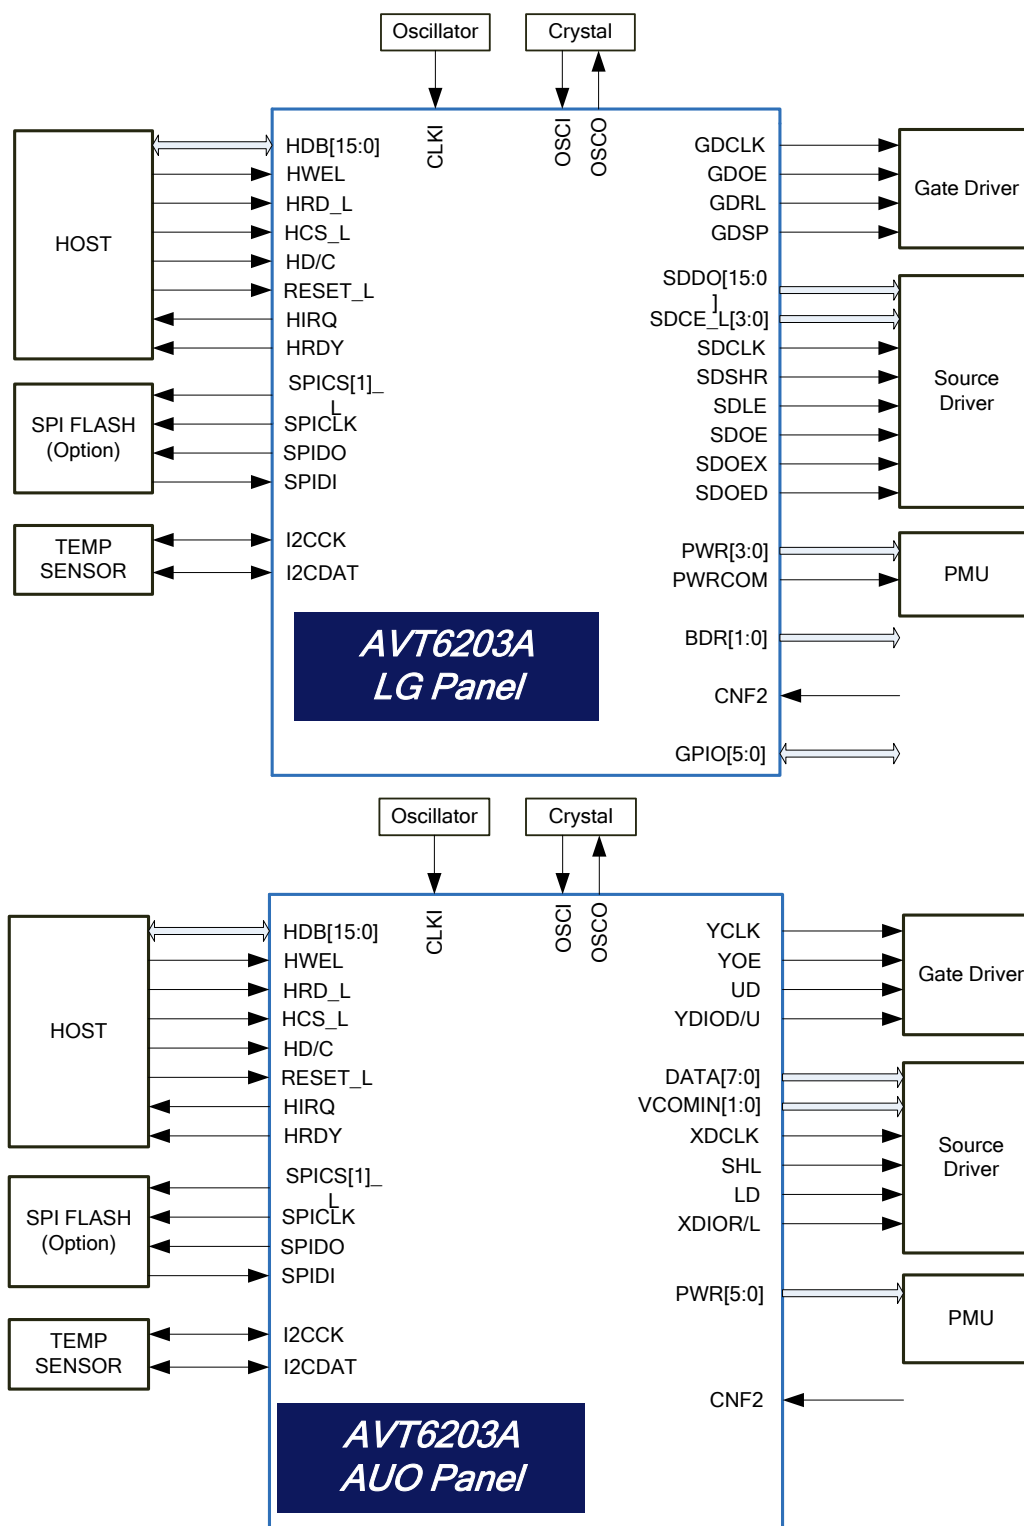 Oscillator
Crystal
CLKI
OSCI
OSCO
HOST
HDB[15:0]
HWEL
HRD_L
HCS_L
HD/C
RESET_L
HIRQ
HRDY
SPI FLASH
(Option)
SPICS[1]_
L
SPICLK
SPIDO
SPIDI
TEMP
SENSOR
I2CCK
I2CDAT
GDCLK
GDOE
GDRL
GDSP
Gate Driver
SDDO[15:0
]
SDCE_L[3:0]
SDCLK
SDSHR
SDLE
SDOE
SDOEX
SDOED
Source
Driver
PWR[3:0]
PWRCOM
PMU
BDR[1:0]
CNF2
GPIO[5:0]
AVT6203A
LG Panel
Oscillator
Crystal
CLKI
OSCI
OSCO
HOST
HDB[15:0]
HWEL
HRD_L
HCS_L
HD/C
RESET_L
HIRQ
HRDY
SPI FLASH
(Option)
SPICS[1]_
L
SPICLK
SPIDO
SPIDI
TEMP
SENSOR
I2CCK
I2CDAT
YCLK
YOE
UD
YDIOD/U
Gate Driver
DATA[7:0]
VCOMIN[1:0]
XDCLK
SHL
LD
XDIOR/L
Source
Driver
PWR[5:0]
PMU
CNF2
AVT6203A
AUO Panel